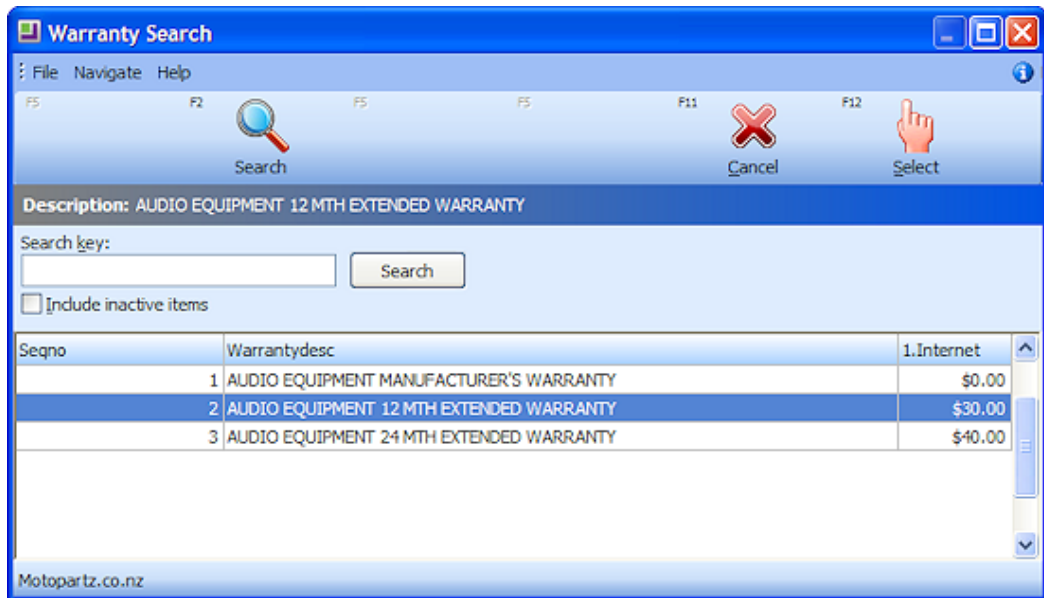 Warranty Search
File Navigate Help
F5 F2 F5 F5 F11 F12
Search Cancel Select
Description: AUDIO EQUIPMENT 12 MTH EXTENDED WARRANTY
Search key:
Search
Include inactive items
Seqno Warrantydesc 1.Internet
1 AUDIO EQUIPMENT MANUFACTURER'S WARRANTY $0.00
2 AUDIO EQUIPMENT 12 MTH EXTENDED WARRANTY $30.00
3 AUDIO EQUIPMENT 24 MTH EXTENDED WARRANTY $40.00
Motopartz.co.nz